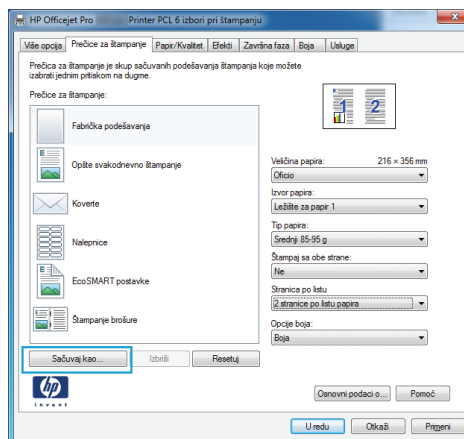 HP Officejet Pro Printer PCL 6 izbori pri štampanju
Više opcija Prečice za štampanje Papir/Kvalitet Efekti Završna faza Boja Usluge
Prečice za štampanje je skup sačuvanih podešavanja štampanja koje možete
izabrati jednim pritiskom na dugme.
Prečice za štampanje:
1 2
Fabrička podešavanja
Opšte svakodnevno štampanje
Koverte
Nalepnice
EcoSMART postavke
Štampanje brošure
Veličina papira: 216 × 356 mm
Oficio
Izvor papira:
Ležište za papir 1
Tip papira:
Srednji 85-95 g
Štampaj sa obe strane:
Ne
Stranica po listu
2 stranice po listu papira
Opcije boja:
Boja
Sačuvaj kao... Izbriši Resetuj
hp
invent
Osnovni podaci o... Pomoć
U redu Otkaži Primeni